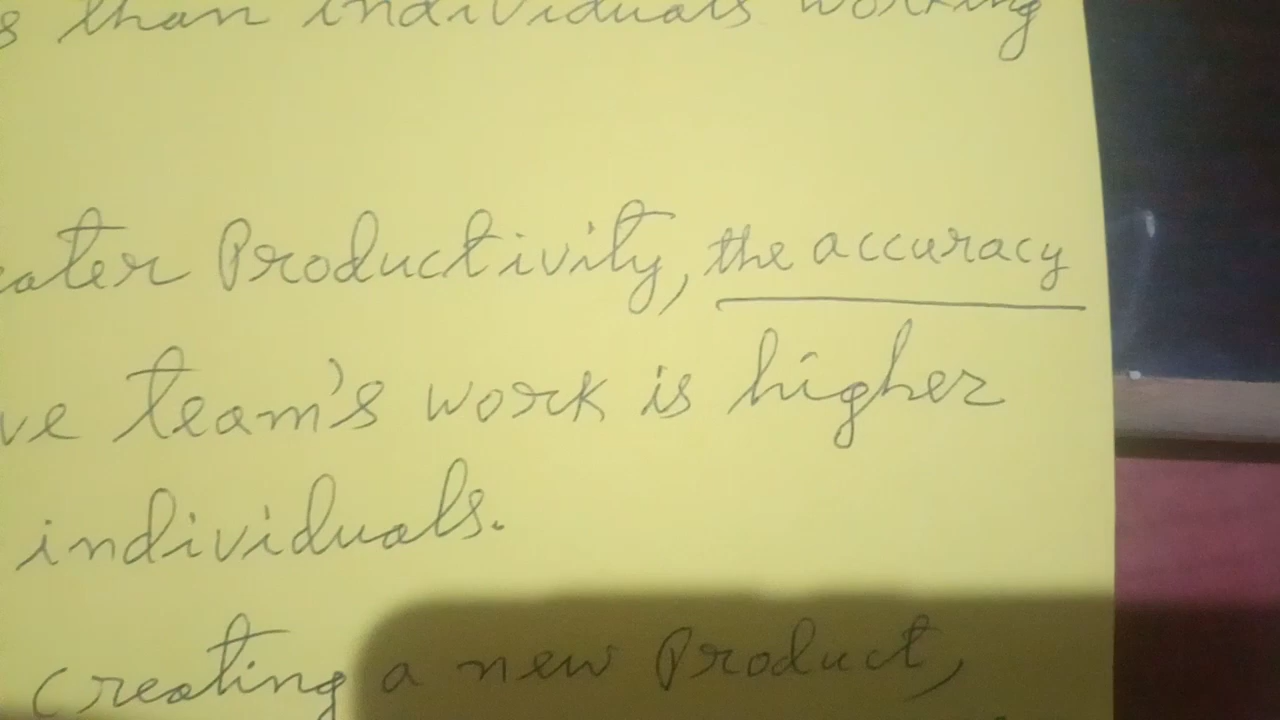 s than individuals working
eater Productivity, the accuracy
ve team's work is higher
individuals.
Creating a new Product,